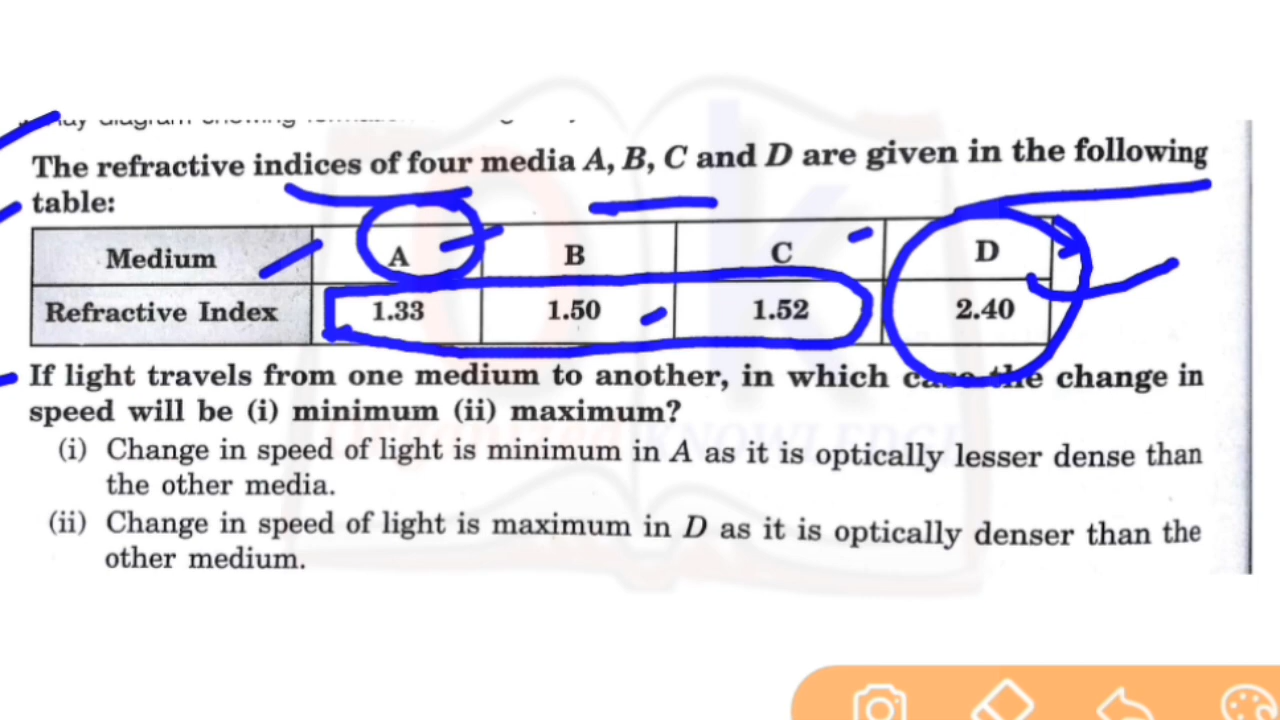 The refractive indices of four media A, B, C and D are given in the following
table:
Medium A B C D
Refractive Index 1.33 1.50 1.52 2.40
If light travels from one medium to another, in which case the change in
speed will be (i) minimum (ii) maximum?
(i) Change in speed of light is minimum in A as it is optically lesser dense than
the other media.
(ii) Change in speed of light is maximum in D as it is optically denser than the
other medium.